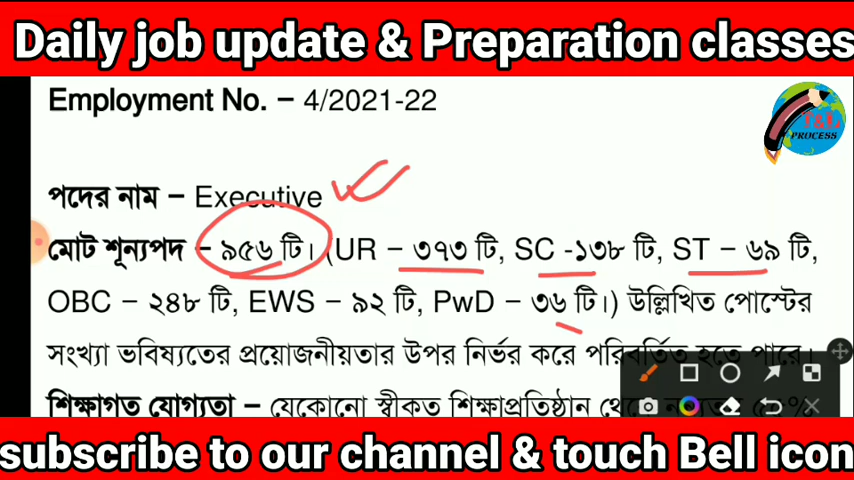 Daily job update & Preparation classes
Employment No. – 4/2021-22
T&L
PROCESS
পদের নাম – Executive
মোট শূন্যপদ – ৯৫৬ টি। (UR – ৩৭৩ টি, SC -১৩৮ টি, ST – ৬৯ টি,
OBC – ২৪৮ টি, EWS – ৯২ টি, PwD – ৩৬ টি।) উল্লিখিত পোস্টের
সংখ্যা ভবিষ্যতের প্রয়োজনীয়তার উপর নির্ভর করে পরিবর্তিত হতে পারে।
শিক্ষাগত যোগ্যতা – যেকোনো স্বীকৃত শিক্ষাপ্রতিষ্ঠান
subscribe to our channel & touch Bell icon